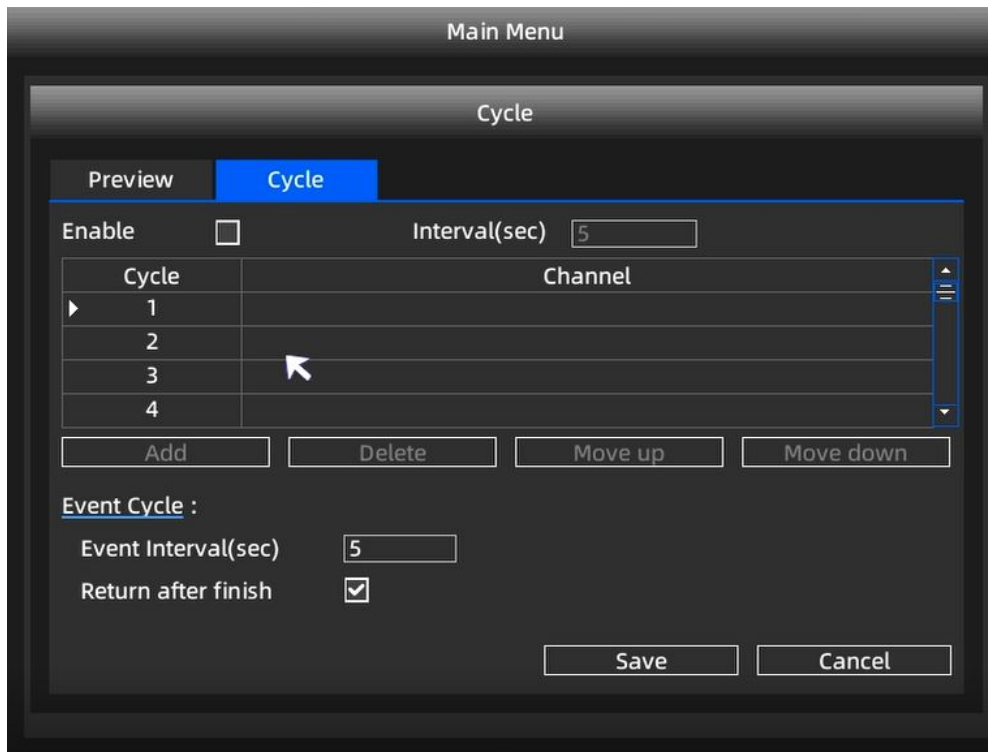 Main Menu
Cycle
Preview Cycle
Enable Interval(sec) 5
Cycle Channel
1
2
3
4
Add Delete Move up Move down
Event Cycle :
Event Interval(sec) 5
Return after finish
Save Cancel